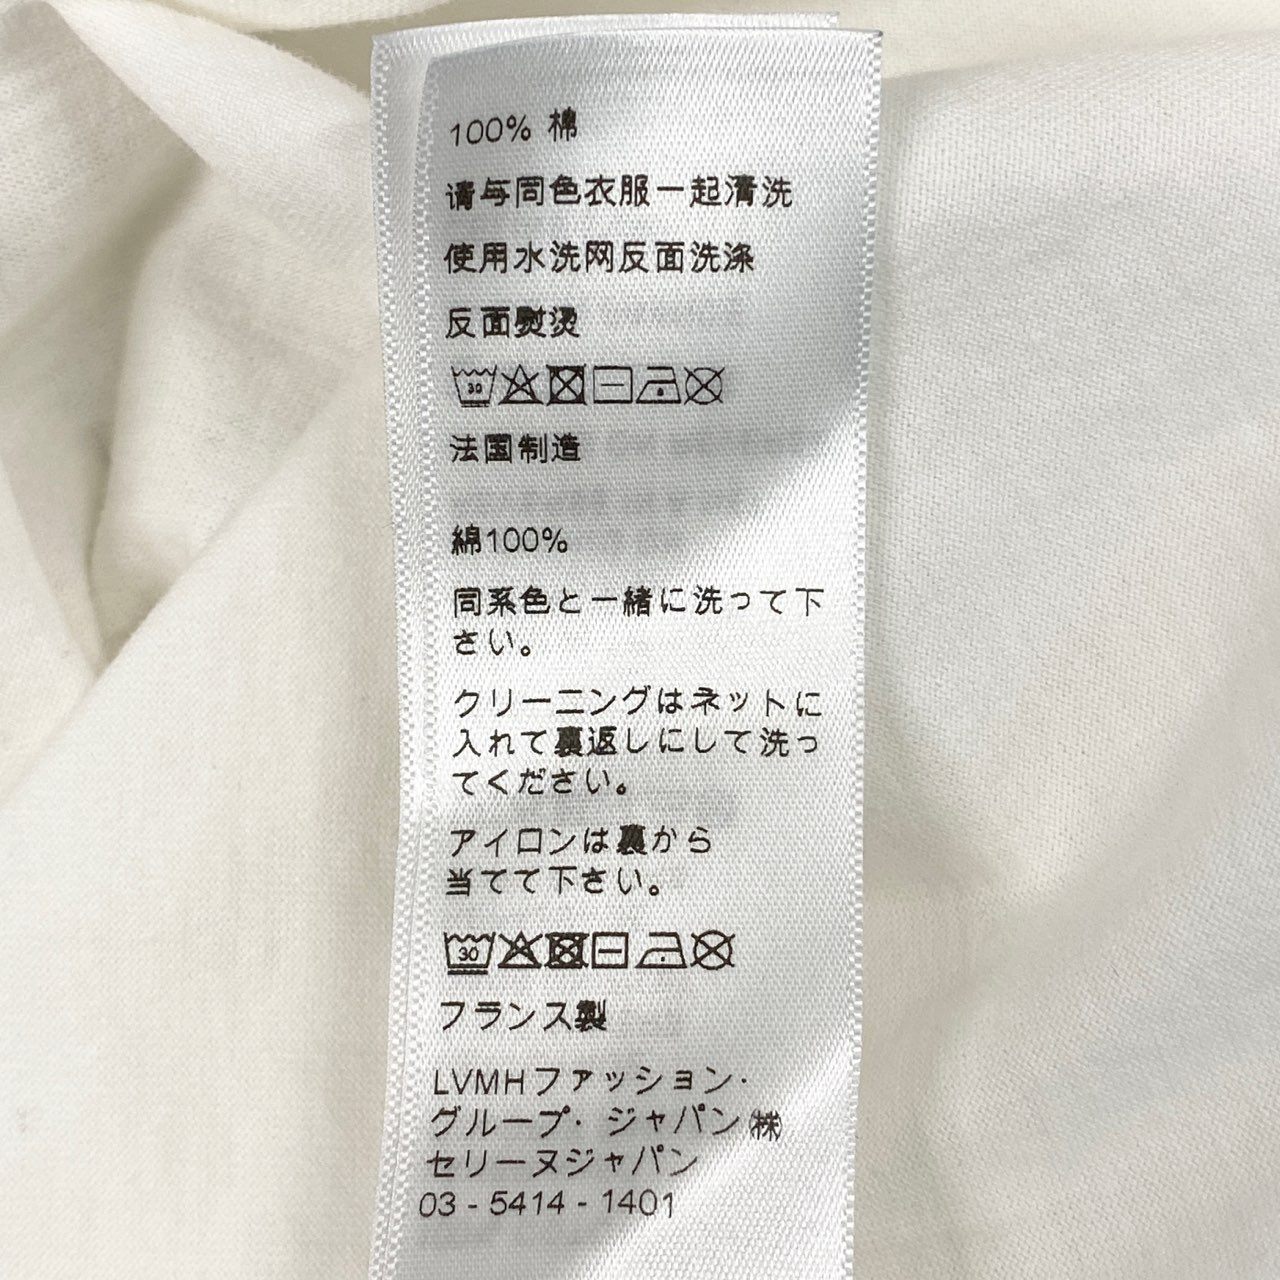 100% 棉
请与同色衣服一起清洗
使用水洗网反面洗涤
反面熨烫
30
法国制造
綿100%
同系色と一緒に洗って下
さい。
クリーニングはネットに
入れて裏返しにして洗っ
てください。
アイロンは裏から
当てて下さい。
30
フランス製
LVMHファッション・
グループ・ジャパン㈱
セリーヌジャパン
03 - 5414 - 1401